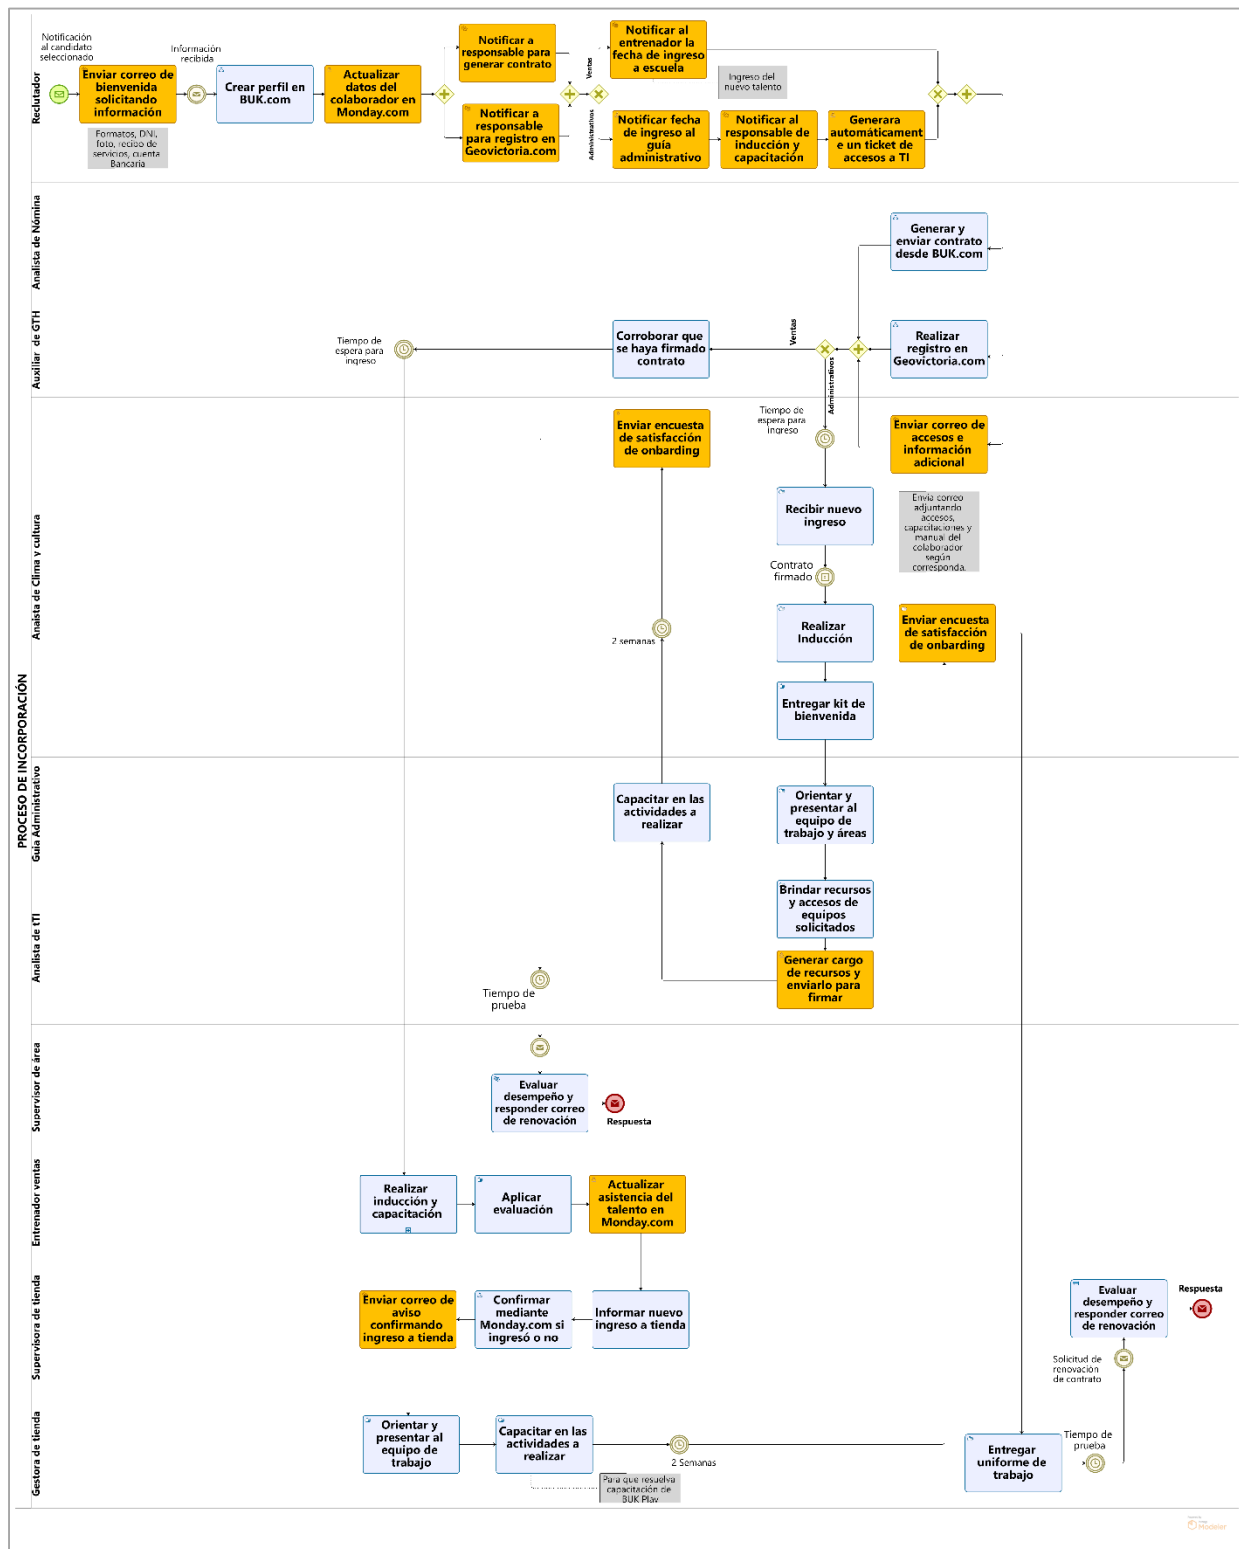 PROCESO DE INCORPORACIÓN
Reclutador
Notificación
al candidato
seleccionado
Enviar correo de
bienvenida
solicitando
información
Formatos, DNI,
foto, recibo de
servicios, cuenta
Bancaria
Información
recibida
Crear perfil en
BUK.com
Actualizar
datos del
colaborador en
Monday.com
Notificar a
responsable para
generar contrato
Notificar a
responsable
para registro en
Geovictoria.com
Ventas
Administrativos
Notificar al
entrenador la
fecha de ingreso
a escuela
Ingreso del
nuevo talento
Notificar fecha
de ingreso al
guía
administrativo
Notificar al
responsable de
inducción y
capacitación
Generara
automáticament
e un ticket de
accesos a TI
Analista de Nómina
Generar y
enviar contrato
desde BUK.com
Auxiliar de GTH
Tiempo de
espera para
ingreso
Corroborar que
se haya firmado
contrato
Ventas
Administrativos
Realizar
registro en
Geovictoria.com
Anaista de Clima y cultura
Enviar encuesta
de satisfacción
de onbarding
Tiempo de
espera para
ingreso
Enviar correo de
accesos e
información
adicional
Recibir nuevo
ingreso
Envia correo
adjuntando
accesos,
capacitaciones y
manual del
colaborador
según
corresponda.
Contrato
firmado
2 semanas
Realizar
Inducción
Enviar encuesta
de satisfacción
de onbarding
Entregar kit de
bienvenida
Guia Administrativo
Capacitar en las
actividades a
realizar
Orientar y
presentar al
equipo de
trabajo y áreas
Analista de tTI
Brindar recursos
y accesos de
equipos
solicitados
Generar cargo
de recursos y
enviarlo para
firmar
Tiempo de
prueba
Supervisor de área
Evaluar
desempeño y
responder correo
de renovación
Respuesta
Entrenador ventas
Realizar
inducción y
capacitación
Aplicar
evaluación
Actualizar
asistencia del
talento en
Monday.com
Supervisora de tienda
Enviar correo de
aviso
confirmando
ingreso a tienda
Confirmar
mediante
Monday.com si
ingresó o no
Informar nuevo
ingreso a tienda
Evaluar
desempeño y
responder correo
de renovación
Respuesta
Solicitud de
renovación
de contrato
Gestora de tienda
Orientar y
presentar al
equipo de
trabajo
Capacitar en las
actividades a
realizar
2 Semanas
Para que resuelva
capacitación de
BUK Play
Entregar
uniforme de
trabajo
Tiempo de
prueba
Modeler